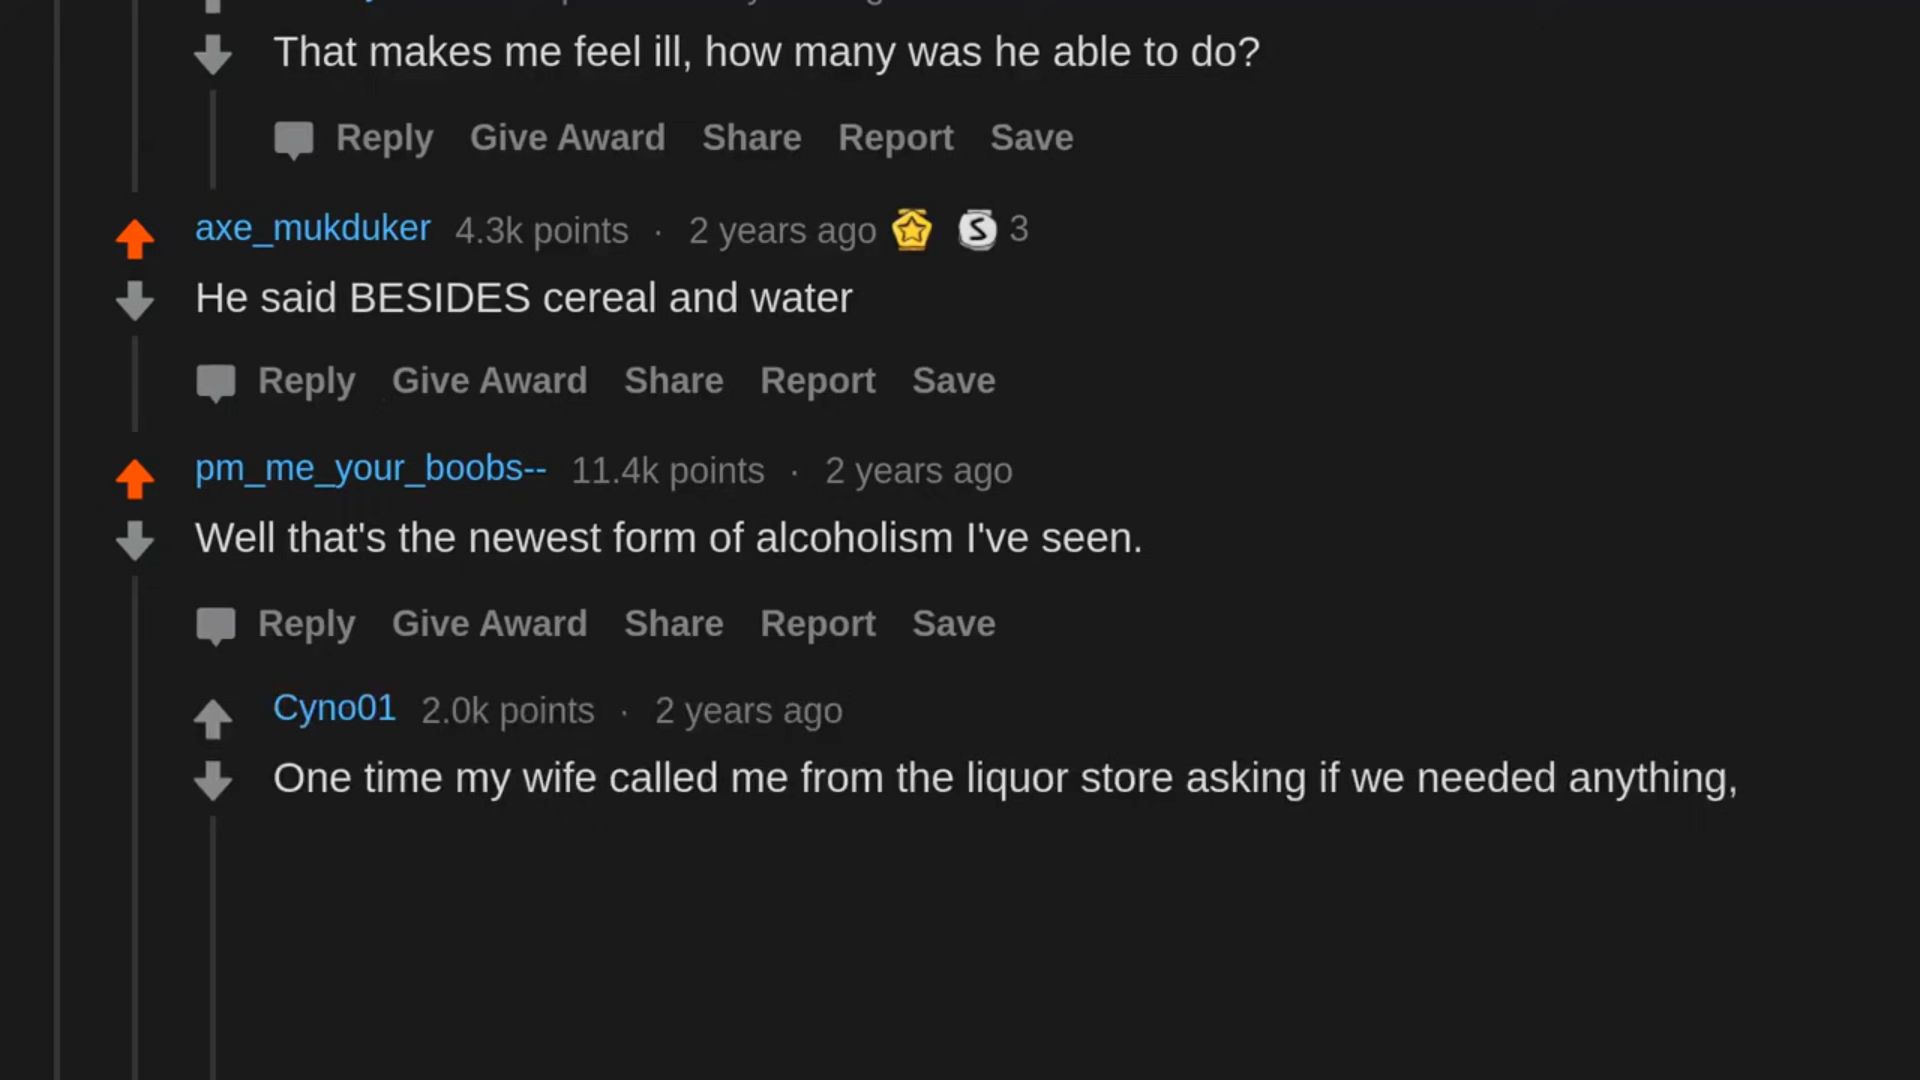 That makes me feel ill, how many was he able to do?
Reply Give Award Share Report Save
axe_mukduker 4.3k points · 2 years ago S 3
He said BESIDES cereal and water
Reply Give Award Share Report Save
pm_me_your_boobs-- 11.4k points · 2 years ago
Well that's the newest form of alcoholism I've seen.
Reply Give Award Share Report Save
Cyno01 2.0k points · 2 years ago
One time my wife called me from the liquor store asking if we needed anything,